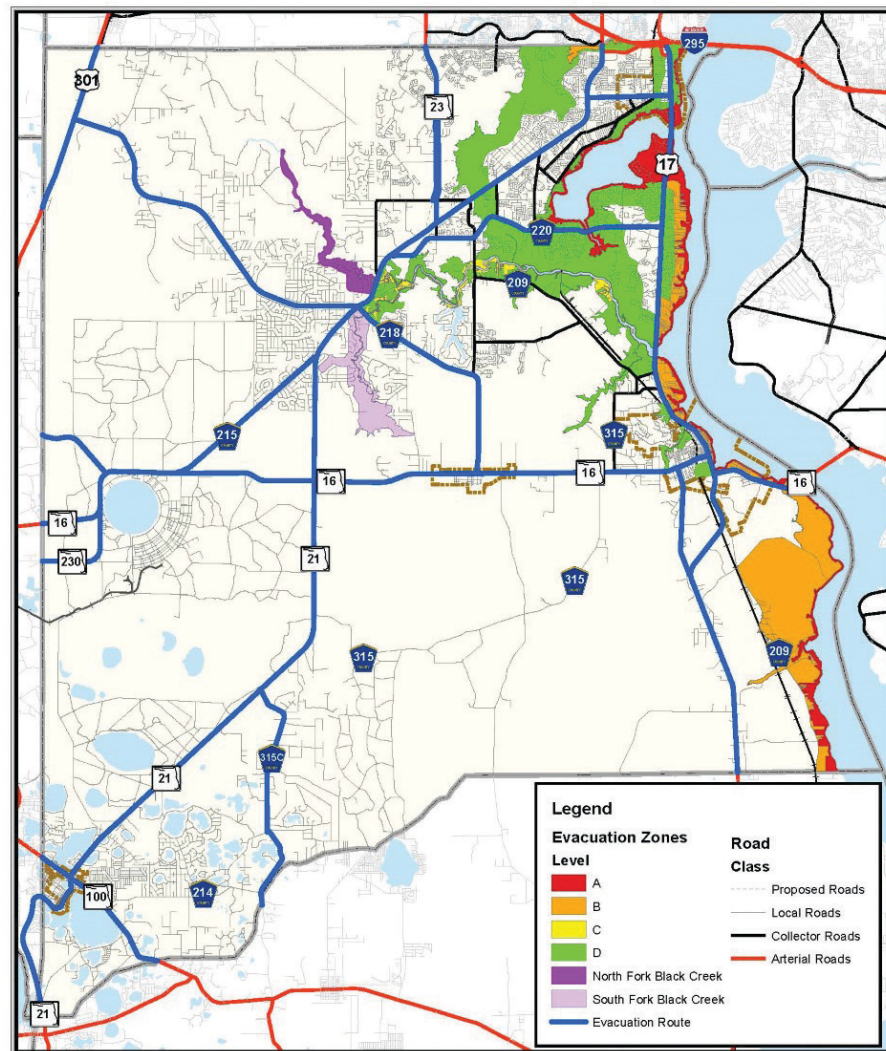 295
301
23
17
220
209
218
315
215
16
16
16
230
21
315
315
209
315C
21
214
100
21
Legend
Evacuation Zones
Level
A
B
C
D
North Fork Black Creek
South Fork Black Creek
Evacuation Route
Road
Class
Proposed Roads
Local Roads
Collector Roads
Arterial Roads